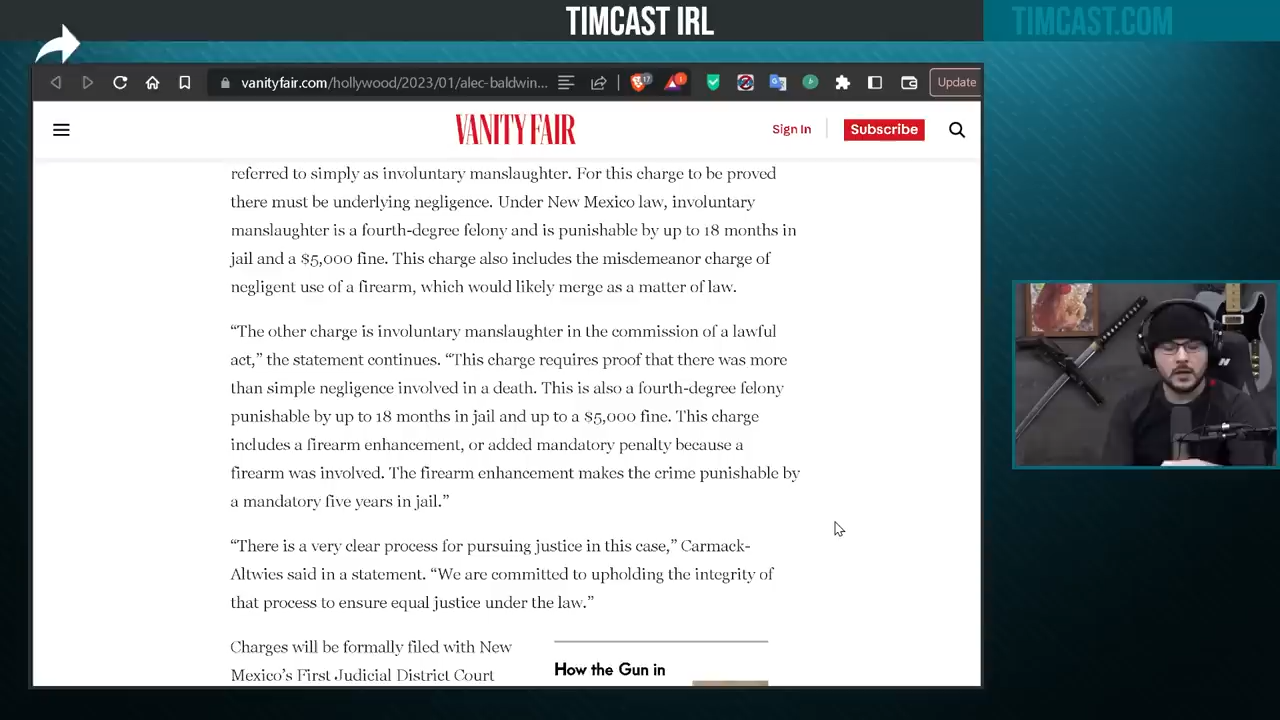 TIMCAST IRL
TIMCAST.COM
vanityfair.com/hollywood/2023/01/alec-baldwin...
17
1
Update
VANITY FAIR
Sign In
Subscribe
referred to simply as involuntary manslaughter. For this charge to be proved
there must be underlying negligence. Under New Mexico law, involuntary
manslaughter is a fourth-degree felony and is punishable by up to 18 months in
jail and a $5,000 fine. This charge also includes the misdemeanor charge of
negligent use of a firearm, which would likely merge as a matter of law.
“The other charge is involuntary manslaughter in the commission of a lawful
act,” the statement continues. “This charge requires proof that there was more
than simple negligence involved in a death. This is also a fourth-degree felony
punishable by up to 18 months in jail and up to a $5,000 fine. This charge
includes a firearm enhancement, or added mandatory penalty because a
firearm was involved. The firearm enhancement makes the crime punishable by
a mandatory five years in jail.”
“There is a very clear process for pursuing justice in this case,” Carmack-
Altwies said in a statement. “We are committed to upholding the integrity of
that process to ensure equal justice under the law.”
Charges will be formally filed with New
Mexico’s First Judicial District Court
How the Gun in